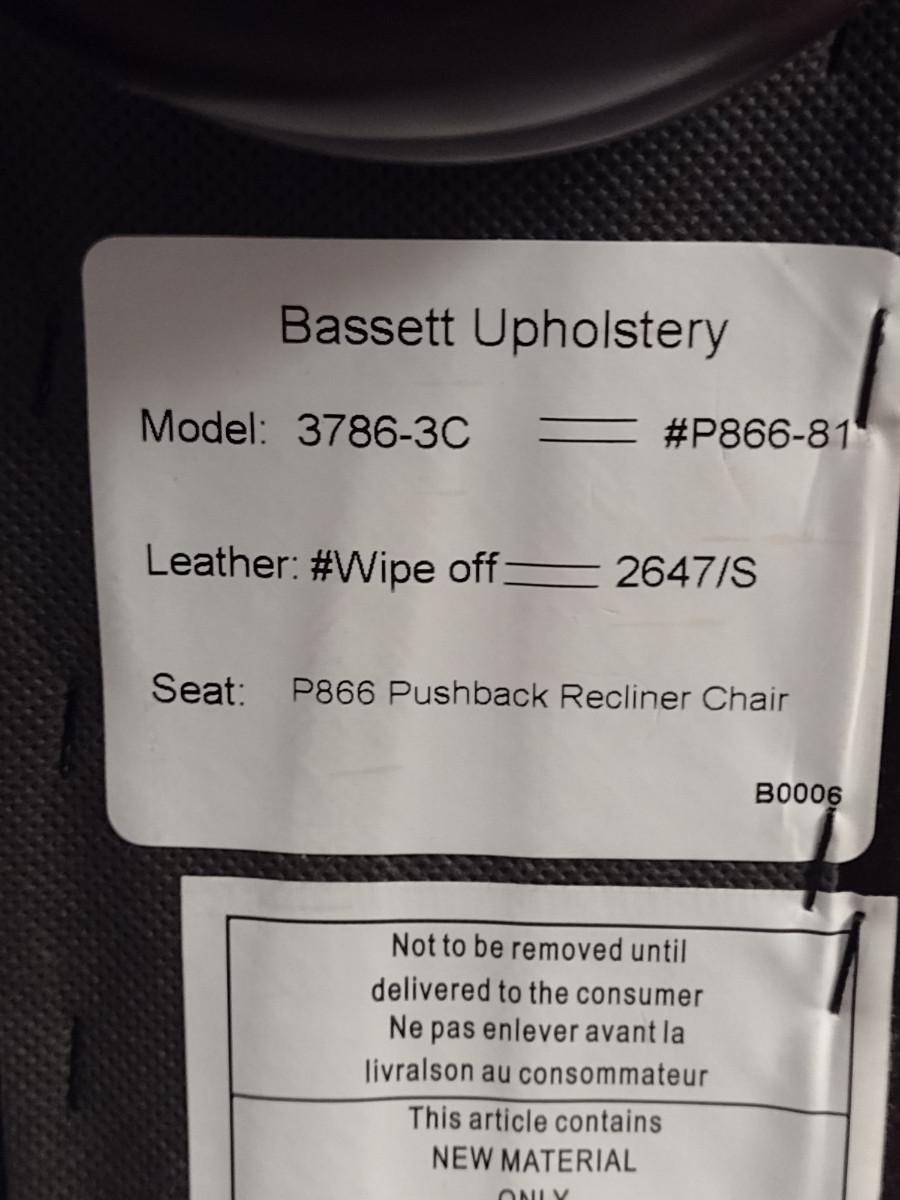 Bassett Upholstery
Model: 3786-3C #P866-81
Leather: #Wipe off 2647/S
Seat: P866 Pushback Recliner Chair
B0006
Not to be removed until
delivered to the consumer
Ne pas enlever avant la
livralson au consommateur
This article contains
NEW MATERIAL
ONLY